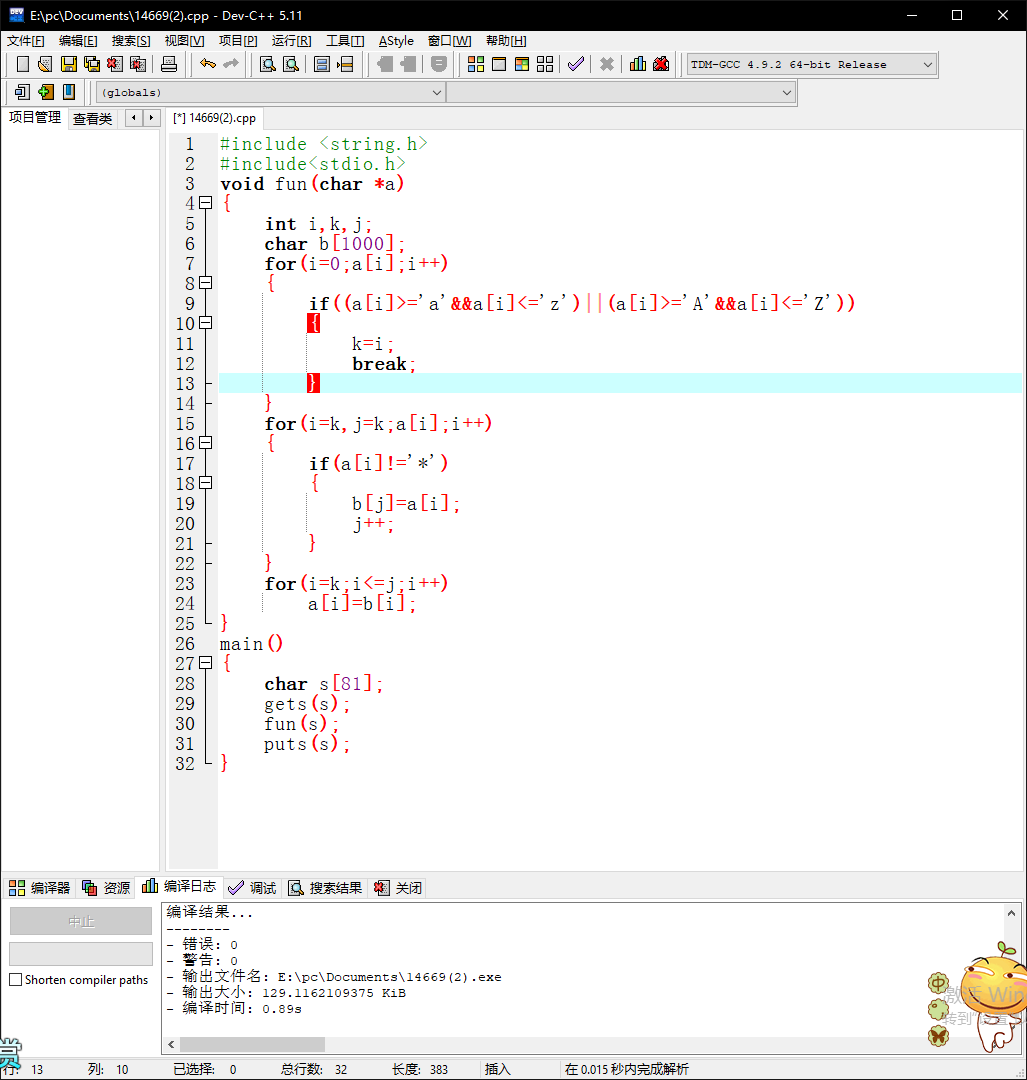 E:\pc\Documents\14669(2).cpp - Dev-C++ 5.11
文件[F] 编辑[E] 搜索[S] 视图[V] 项目[P] 运行[R] 工具[T] AStyle 窗口[W] 帮助[H]
TDM-GCC 4.9.2 64-bit Release
(globals)
项目管理 查看类 [*] 14669(2).cpp
1 #include <string.h>
2 #include<stdio.h>
3 void fun(char *a)
4 {
5 int i,k,j;
6 char b[1000];
7 for(i=0;a[i];i++)
8 {
9 if((a[i]>='a'&&a[i]<='z')||(a[i]>='A'&&a[i]<='Z'))
10 {
11 k=i;
12 break;
13 }
14 }
15 for(i=k,j=k;a[i];i++)
16 {
17 if(a[i]!='*')
18 {
19 b[j]=a[i];
20 j++;
21 }
22 }
23 for(i=k;i<=j;i++)
24 a[i]=b[i];
25 }
26 main()
27 {
28 char s[81];
29 gets(s);
30 fun(s);
31 puts(s);
32 }
编译器 资源 编译日志 调试 搜索结果 关闭
中止
Shorten compiler paths
编译结果...
--------
- 错误: 0
- 警告: 0
- 输出文件名: E:\pc\Documents\14669(2).exe
- 输出大小: 129.1162109375 KiB
- 编译时间: 0.89s
中
激活 Win
转到"设置"
赏
行: 13 列: 10 已选择: 0 总行数: 32 长度: 383 插入 在 0.015 秒内完成解析